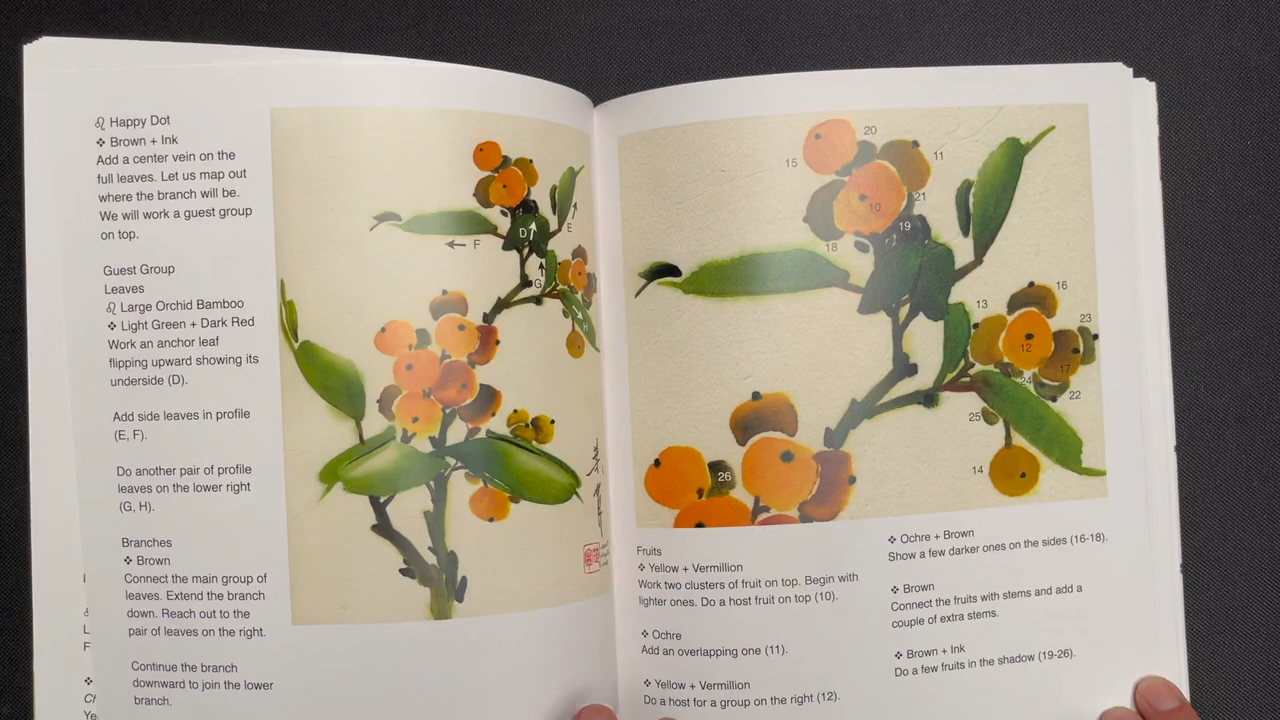 ♌ Happy Dot
❖ Brown + Ink
Add a center vein on the
full leaves. Let us map out
where the branch will be.
We will work a guest group
on top.
Guest Group
Leaves
♌ Large Orchid Bamboo
❖ Light Green + Dark Red
Work an anchor leaf
flipping upward showing its
underside (D).
Add side leaves in profile
(E, F).
Do another pair of profile
leaves on the lower right
(G, H).
Branches
❖ Brown
Connect the main group of
leaves. Extend the branch
down. Reach out to the
pair of leaves on the right.
Continue the branch
downward to join the lower
branch.
L
F
❖
Ye
D
E
F
G
H
20
15
11
21
10
19
18
16
13
23
12
17
24
22
25
14
26
Fruits
❖ Yellow + Vermillion
Work two clusters of fruit on top. Begin with
lighter ones. Do a host fruit on top (10).
❖ Ochre
Add an overlapping one (11).
❖ Yellow + Vermillion
Do a host for a group on the right (12).
❖ Ochre + Brown
Show a few darker ones on the sides (16-18).
❖ Brown
Connect the fruits with stems and add a
couple of extra stems.
❖ Brown + Ink
Do a few fruits in the shadow (19-26).